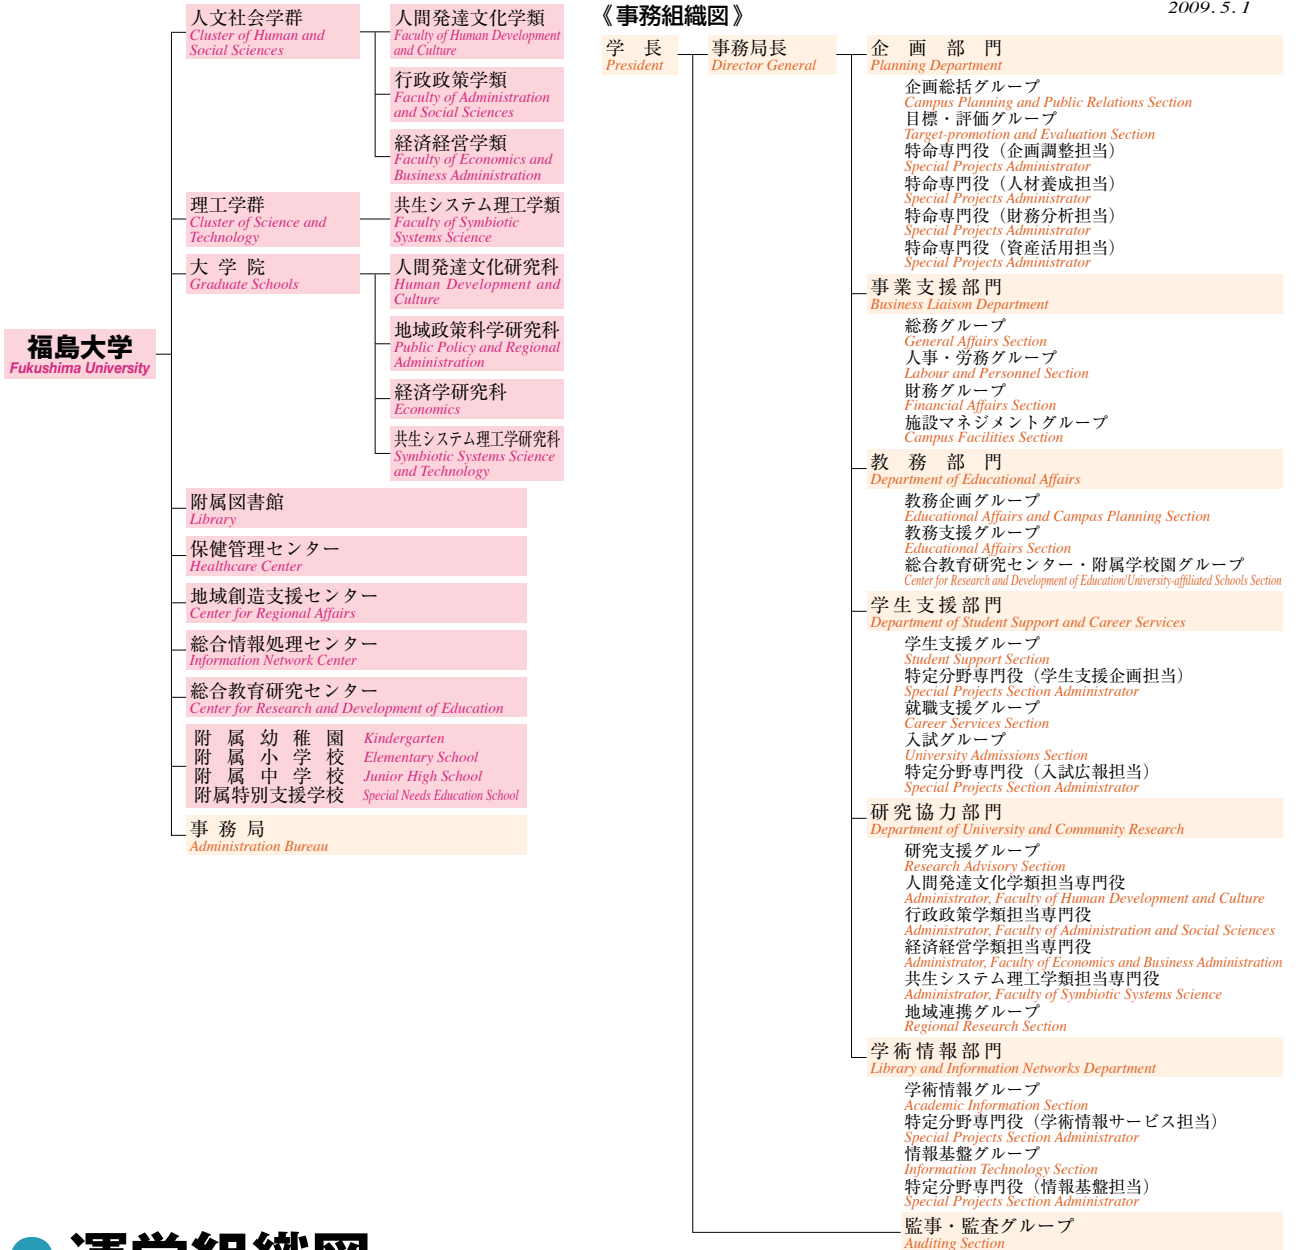 福島大学
Fukushima University
人文社会学群
Cluster of Human and
Social Sciences
人間発達文化学類
Faculty of Human Development
and Culture
行政政策学類
Faculty of Administration
and Social Sciences
経済経営学類
Faculty of Economics and
Business Administration
理工学群
Cluster of Science and
Technology
共生システム理工学類
Faculty of Symbiotic
Systems Science
大学院
Graduate Schools
人間発達文化研究科
Human Development and
Culture
地域政策科学研究科
Public Policy and Regional
Administration
経済学研究科
Economics
共生システム理工学研究科
Symbiotic Systems Science
and Technology
附属図書館
Library
保健管理センター
Healthcare Center
地域創造支援センター
Center for Regional Affairs
総合情報処理センター
Information Network Center
総合教育研究センター
Center for Research and Development of Education
附属幼稚園 Kindergarten
附属小学校 Elementary School
附属中学校 Junior High School
附属特別支援学校 Special Needs Education School
事務局
Administration Bureau
《事務組織図》
2009.5.1
学長
President
事務局長
Director General
企画部門
Planning Department
企画総括グループ
Campus Planning and Public Relations Section
目標・評価グループ
Target-promotion and Evaluation Section
特命専門役（企画調整担当）
Special Projects Administrator
特命専門役（人材養成担当）
Special Projects Administrator
特命専門役（財務分析担当）
Special Projects Administrator
特命専門役（資産活用担当）
Special Projects Administrator
事業支援部門
Business Liaison Department
総務グループ
General Affairs Section
人事・労務グループ
Labour and Personnel Section
財務グループ
Financial Affairs Section
施設マネジメントグループ
Campus Facilities Section
教務部門
Department of Educational Affairs
教務企画グループ
Educational Affairs and Campas Planning Section
教務支援グループ
Educational Affairs Section
総合教育研究センター・附属学校園グループ
Center for Research and Development of Education/University-affiliated Schools Section
学生支援部門
Department of Student Support and Career Services
学生支援グループ
Student Support Section
特定分野専門役（学生支援企画担当）
Special Projects Section Administrator
就職支援グループ
Career Services Section
入試グループ
University Admissions Section
特定分野専門役（入試広報担当）
Special Projects Section Administrator
研究協力部門
Department of University and Community Research
研究支援グループ
Research Advisory Section
人間発達文化学類担当専門役
Administrator, Faculty of Human Development and Culture
行政政策学類担当専門役
Administrator, Faculty of Administration and Social Sciences
経済経営学類担当専門役
Administrator, Faculty of Economics and Business Administration
共生システム理工学類担当専門役
Administrator, Faculty of Symbiotic Systems Science
地域連携グループ
Regional Research Section
学術情報部門
Library and Information Networks Department
学術情報グループ
Academic Information Section
特定分野専門役（学術情報サービス担当）
Special Projects Section Administrator
情報基盤グループ
Information Technology Section
特定分野専門役（情報基盤担当）
Special Projects Section Administrator
監事・監査グループ
Auditing Section
運営組織図